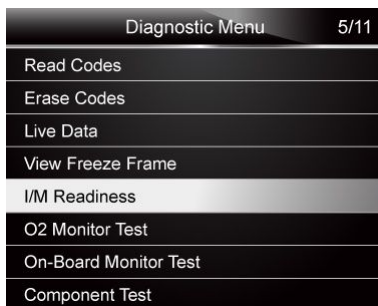 Diagnostic Menu 5/11
Read Codes
Erase Codes
Live Data
View Freeze Frame
I/M Readiness
O2 Monitor Test
On-Board Monitor Test
Component Test